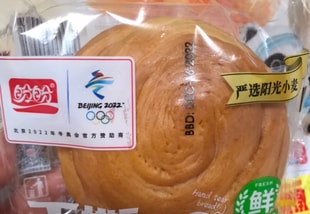 盼盼
BEIJING 2022
北京2022年冬奥会官方赞助商
BBD:
严选阳光小麦
hand tear
bread
鲜